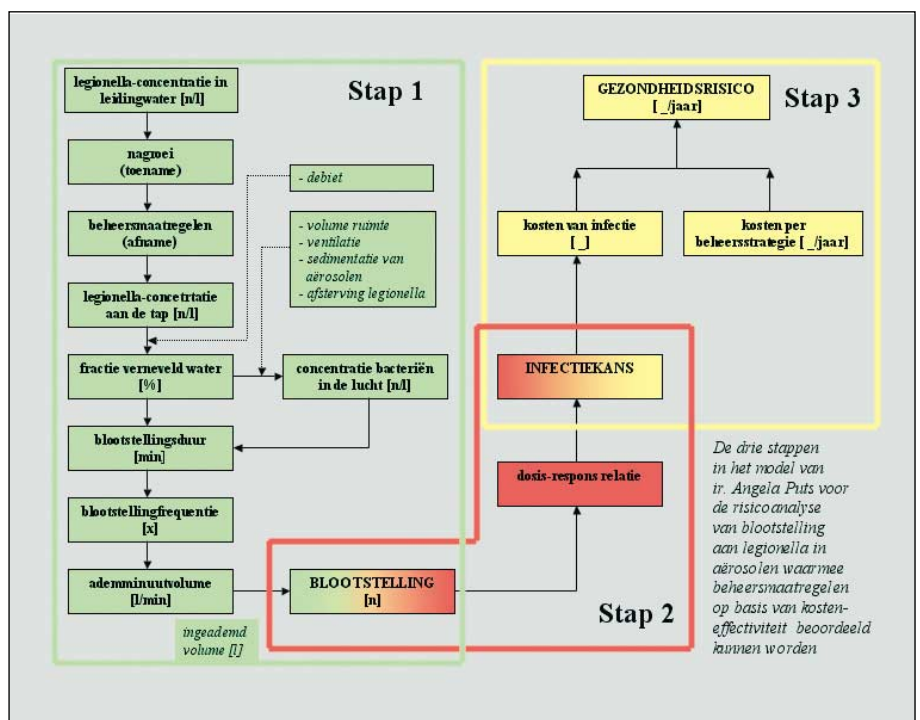 Stap 1
legionella-concentratie in
leidingwater [n/l]
nagroei
(toename)
- debiet
beheersmaatregelen
(afname)
- volume ruimte
- ventilatie
- sedimentatie van
aërosolen
- afsterving legionella
legionella-concetrtatie
aan de tap [n/l]
fractie verneveld water
[%]
concentratie bacteriën
in de lucht [n/l]
blootstellingsduur
[min]
blootstellingfrequentie
[x]
ademminuutvolume
[l/min]
ingeademd
volume [l]
BLOOTSTELLING
[n]
Stap 2
dosis-respons relatie
INFECTIEKANS
Stap 3
GEZONDHEIDSRISICO
[ _/jaar]
kosten van infectie
[ _]
kosten per
beheersstrategie [ _/jaar]
De drie stappen
in het model van
ir. Angela Puts voor
de risicoanalyse
van blootstelling
aan legionella in
aërosolen waarmee
beheersmaatregelen
op basis van kosten-
effectiviteit beoordeeld
kunnen worden